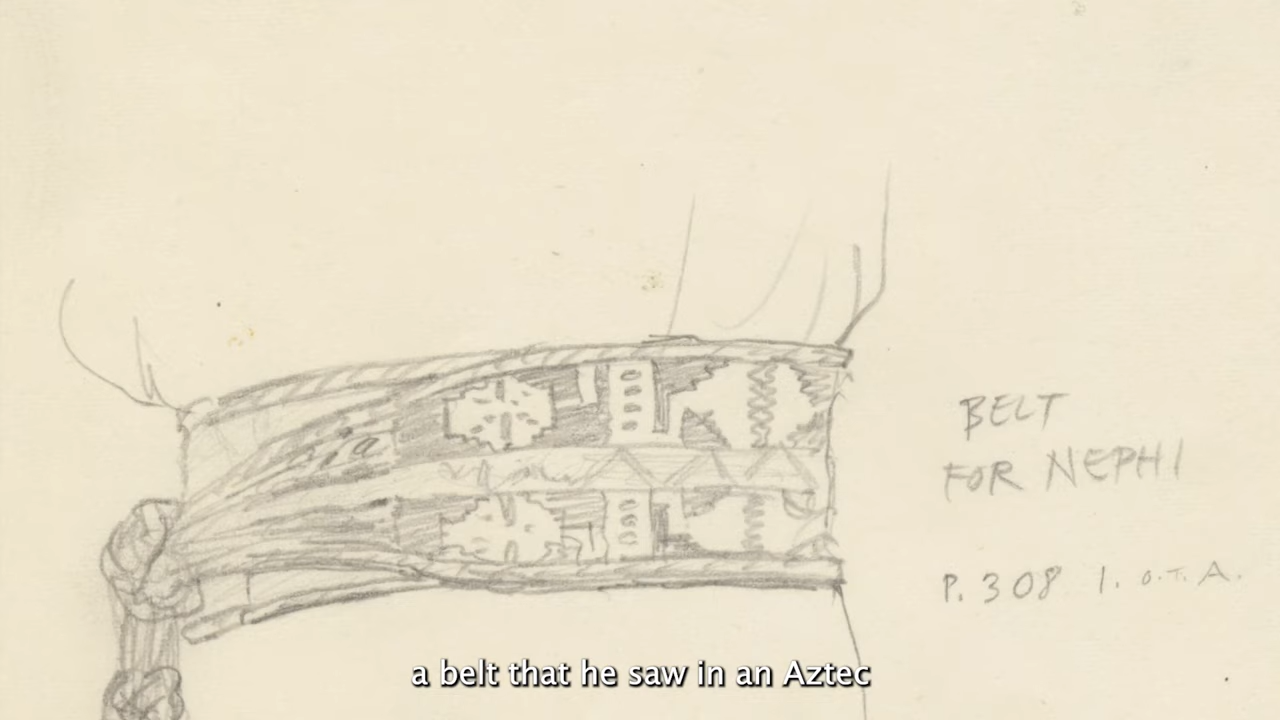 BELT
FOR NEPHI
P. 308 I. O.T. A.
a belt that he saw in an Aztec